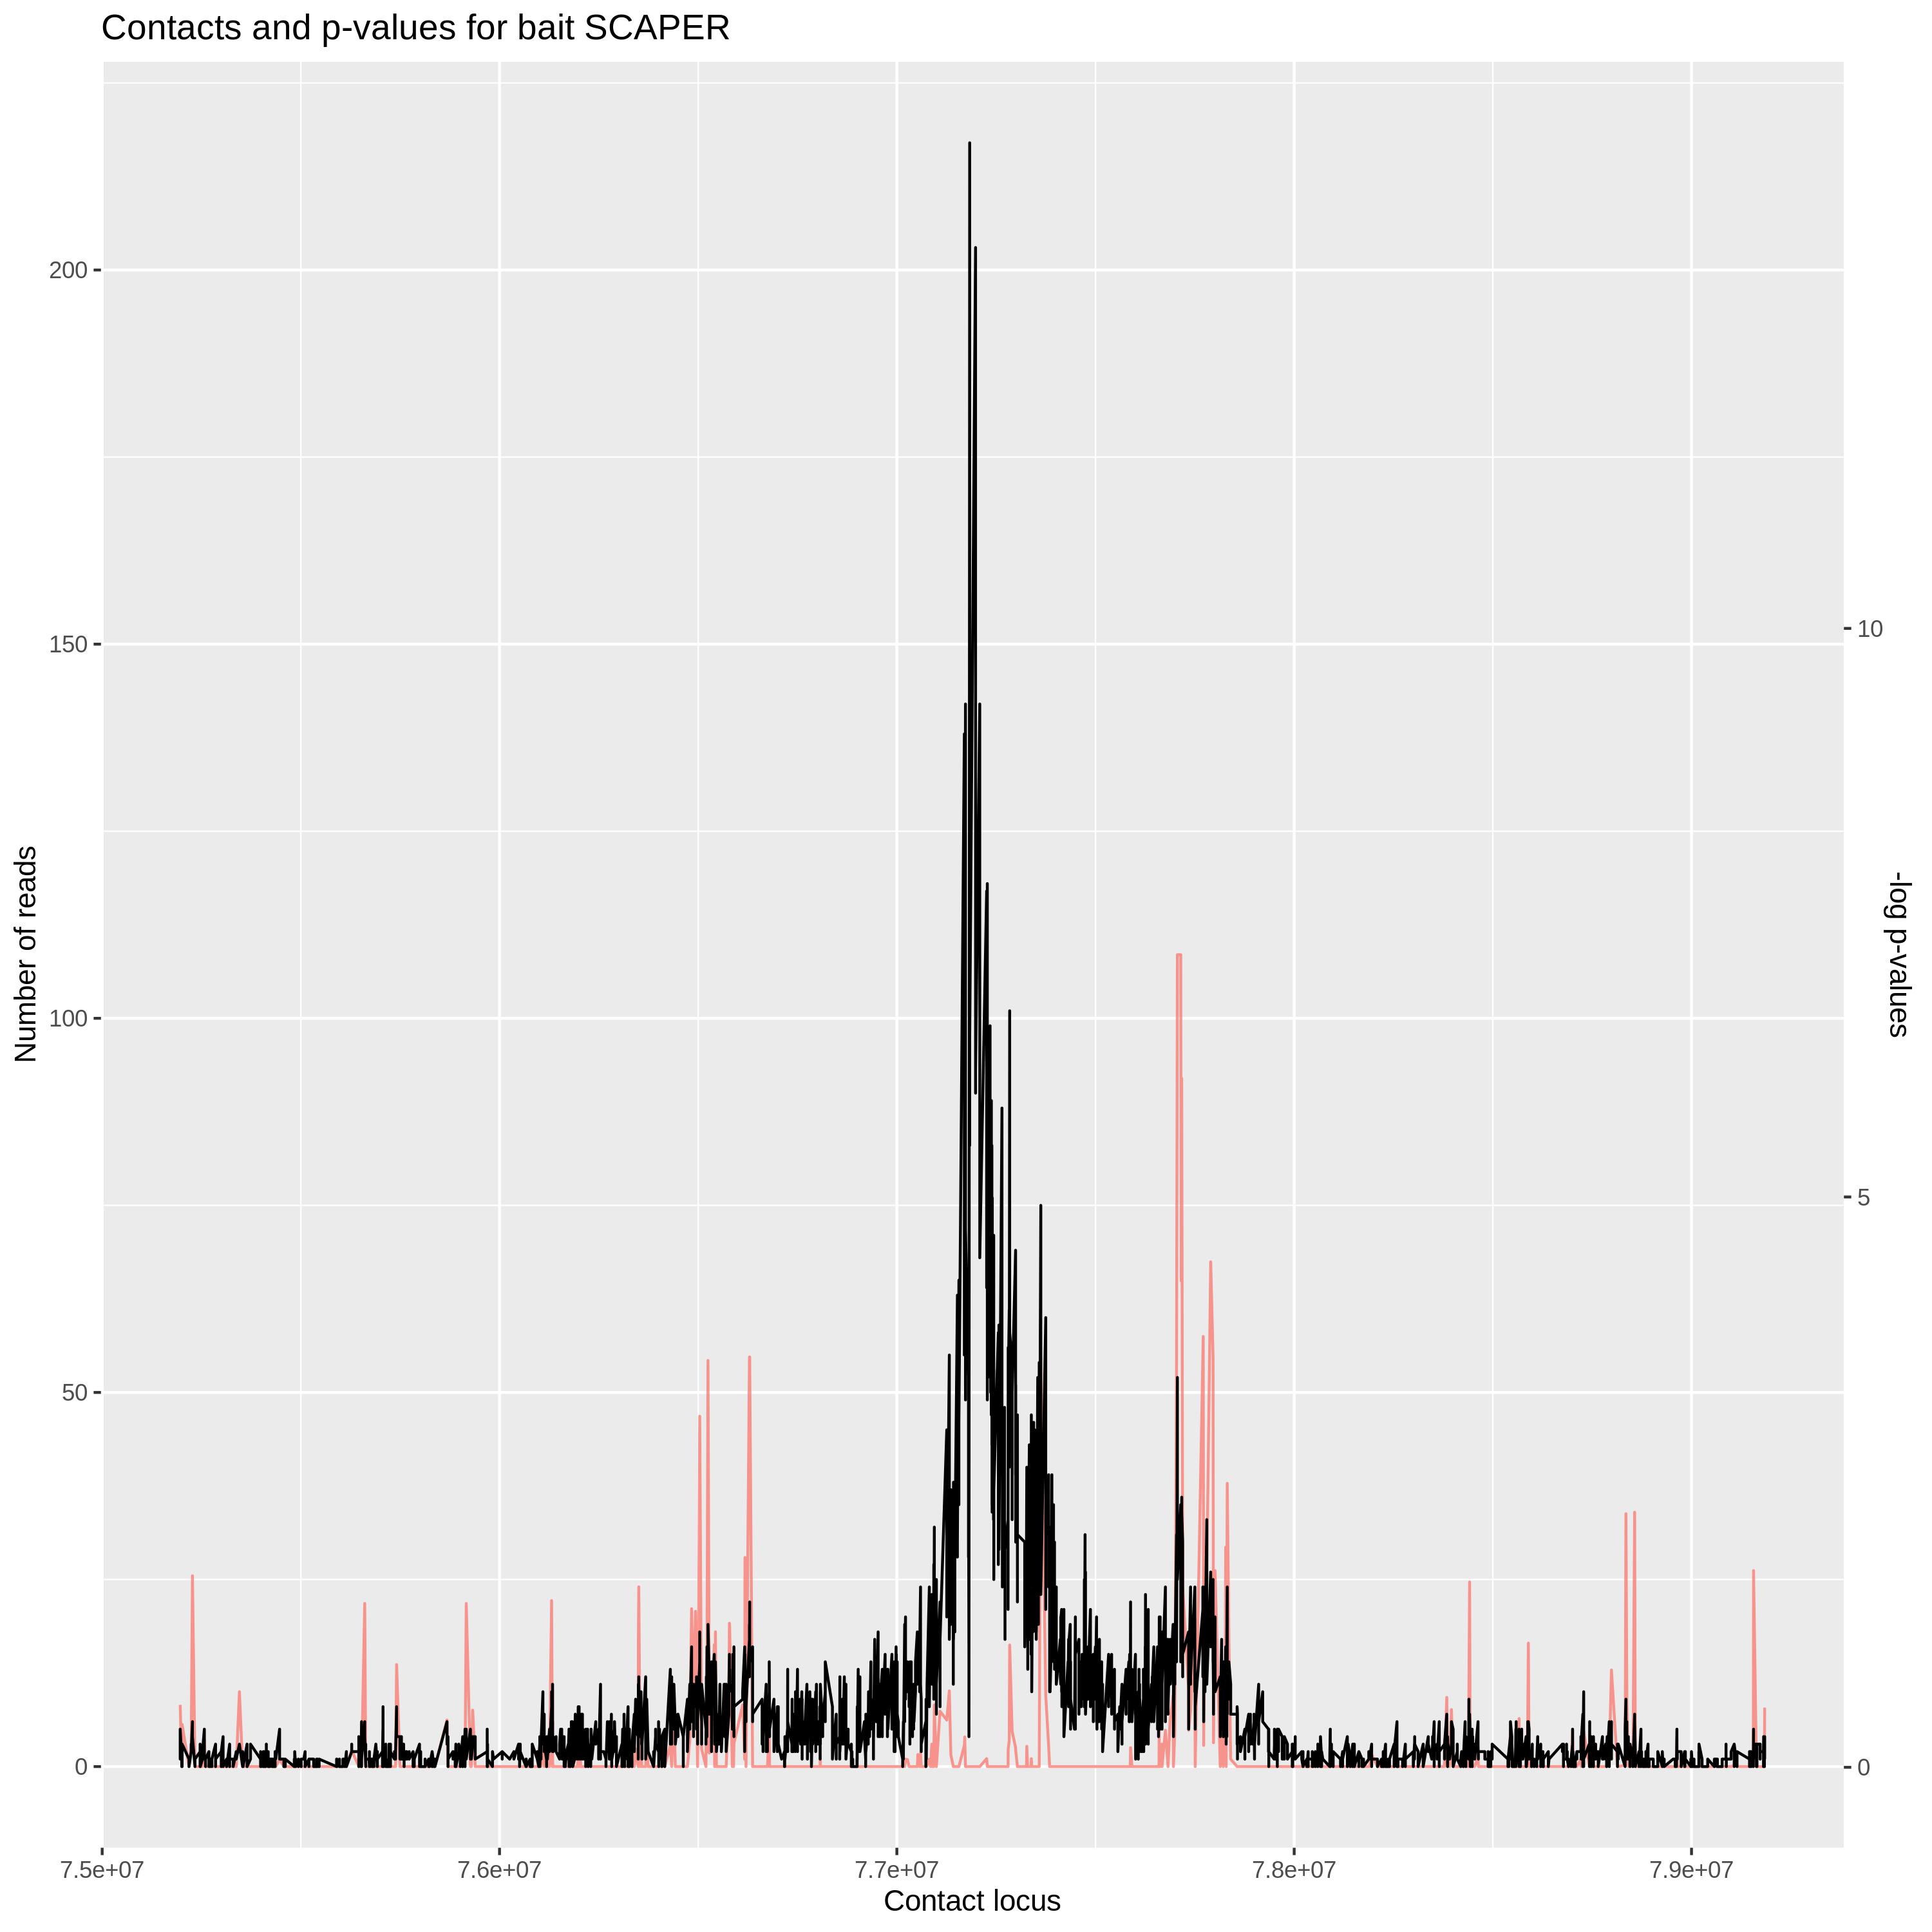 Contacts and p-values for bait SCAPER
200
150
100
50
0
Number of reads
10
5
0
-log p-values
7.5e+07 7.6e+07 7.7e+07 7.8e+07 7.9e+07
Contact locus